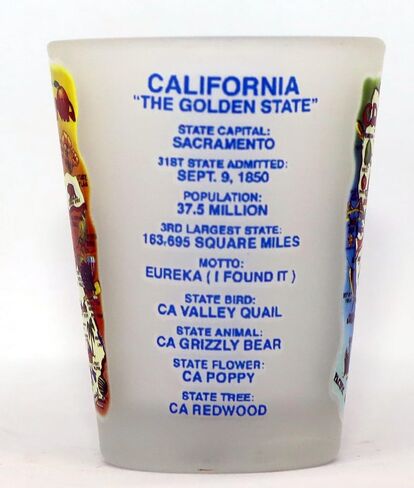 CALIFORNIA
"THE GOLDEN STATE"
STATE CAPITAL:
SACRAMENTO
31ST STATE ADMITTED:
SEPT. 9, 1850
POPULATION:
37.5 MILLION
3RD LARGEST STATE:
163,695 SQUARE MILES
MOTTO:
EUREKA ( I FOUND IT )
STATE BIRD:
CA VALLEY QUAIL
STATE ANIMAL:
CA GRIZZLY BEAR
STATE FLOWER:
CA POPPY
STATE TREE:
CA REDWOOD